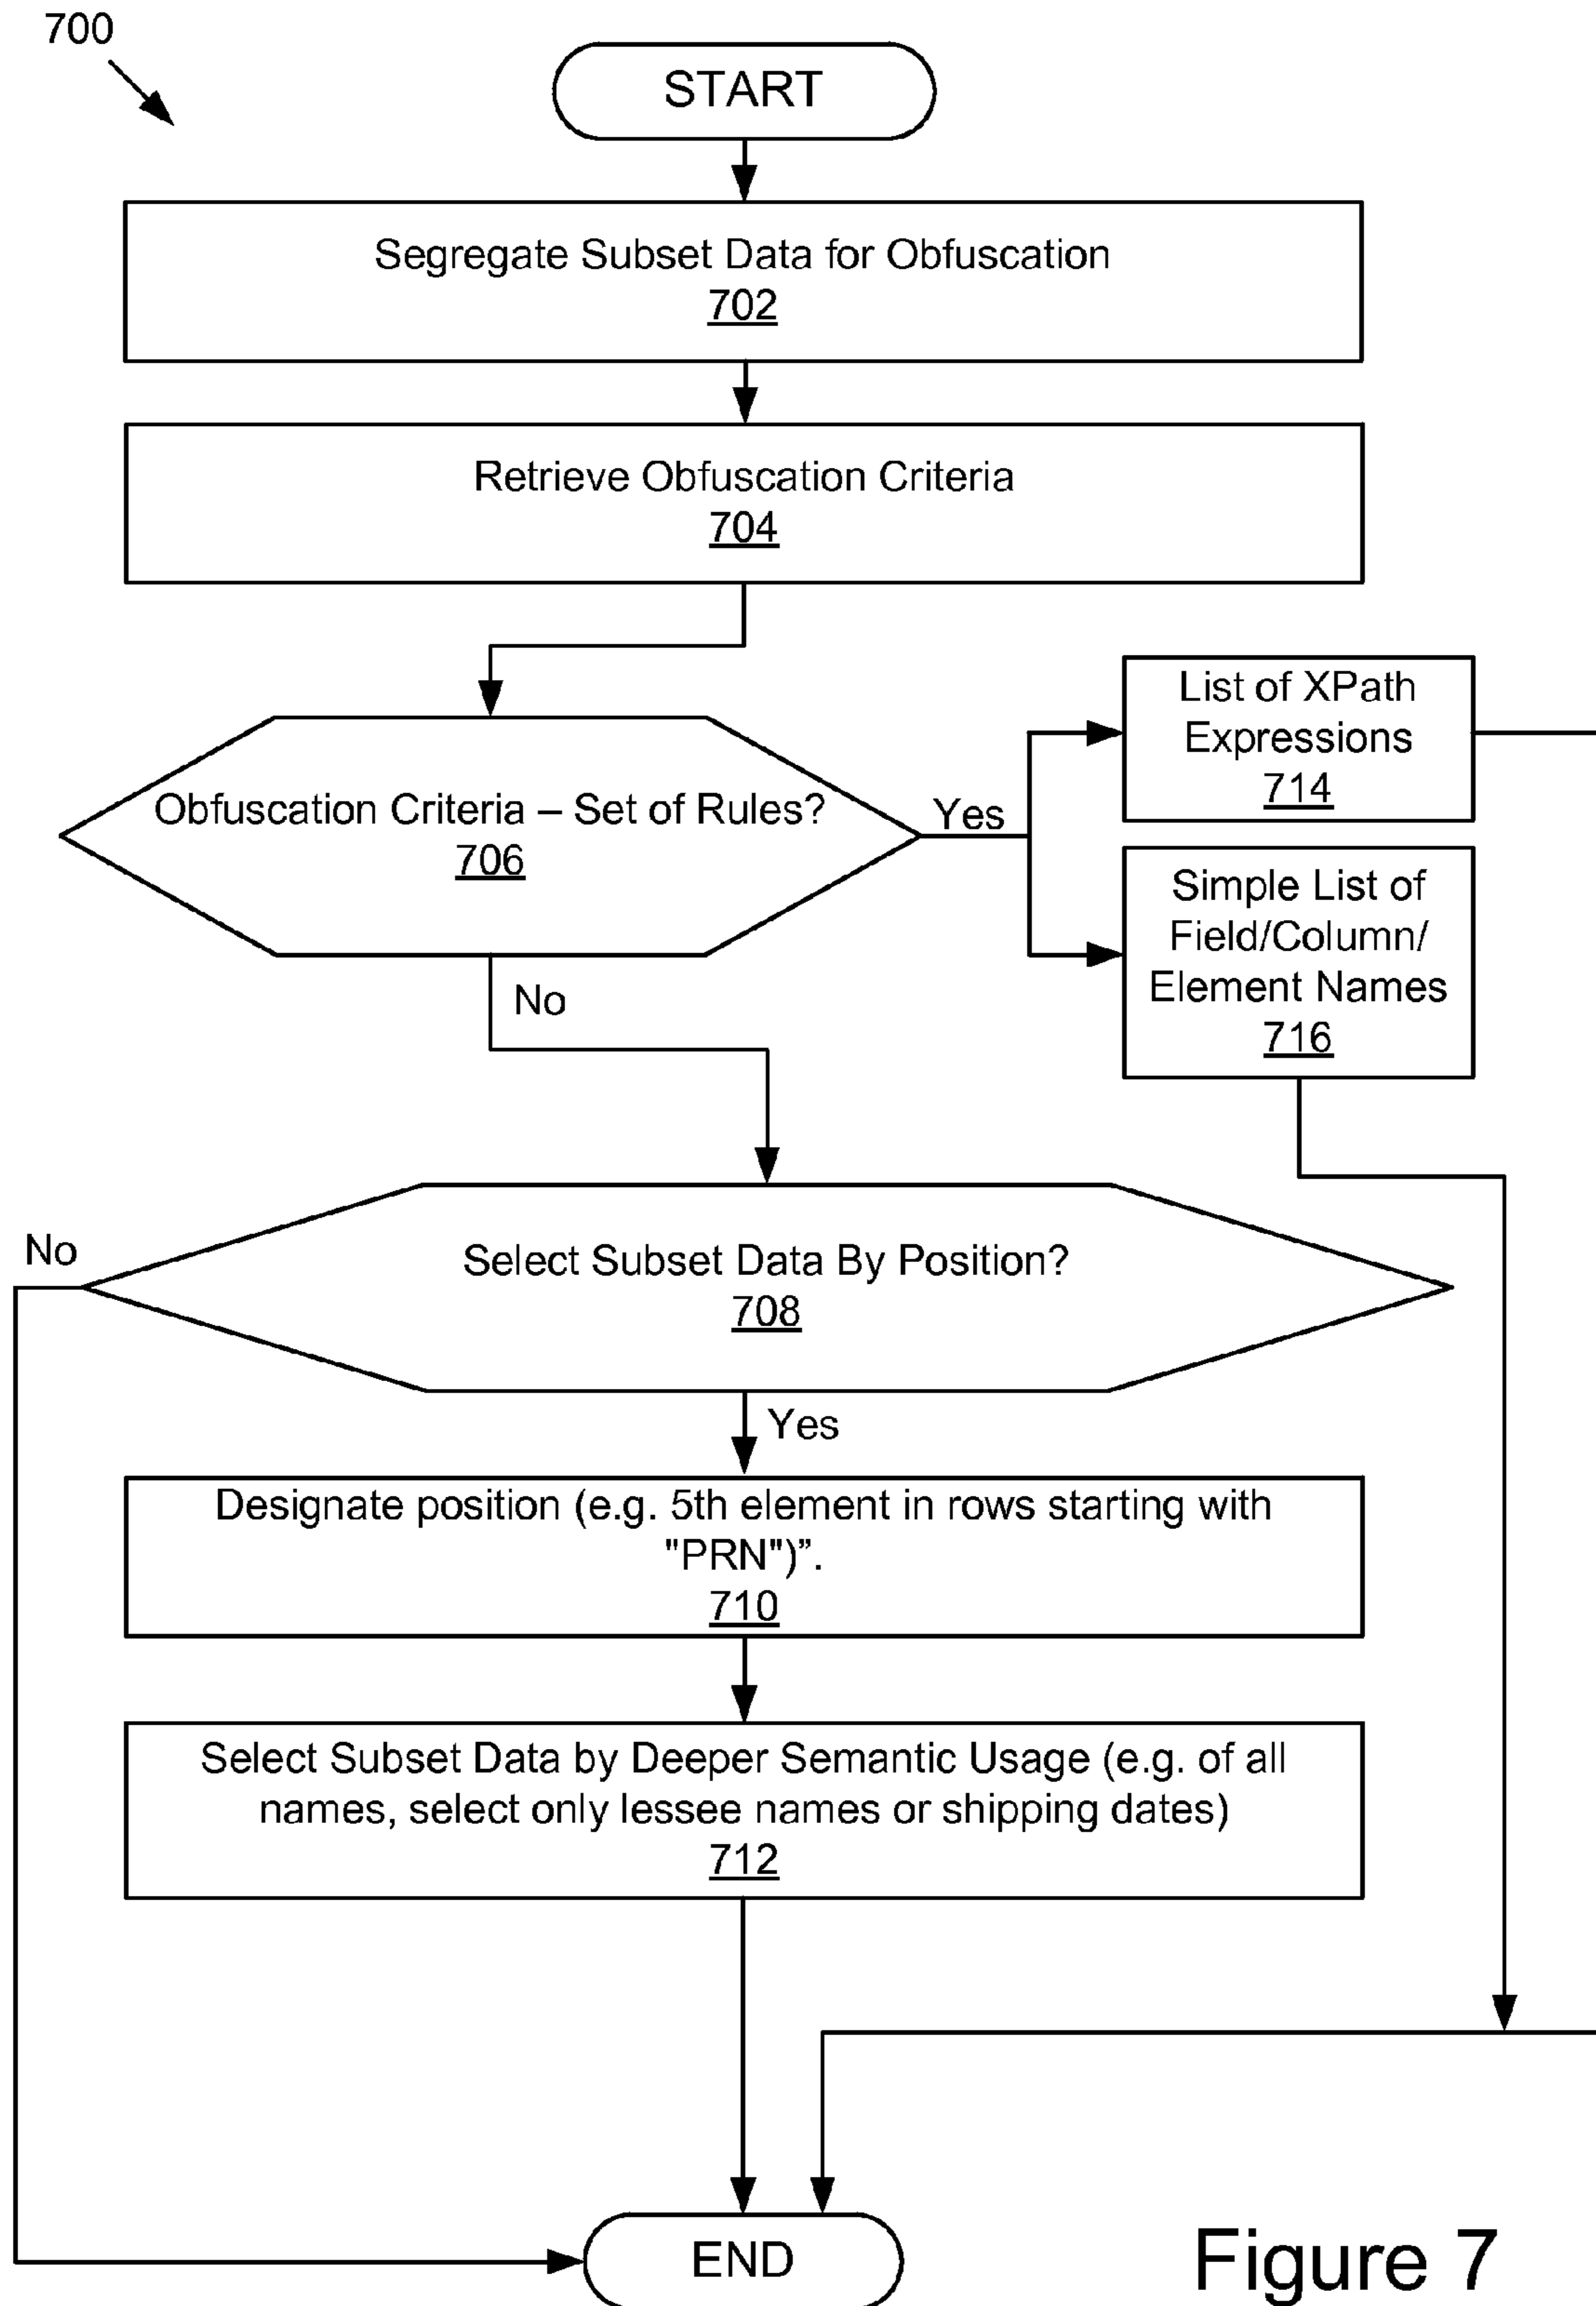 700
START
Segregate Subset Data for Obfuscation
702
Retrieve Obfuscation Criteria
704
Obfuscation Criteria – Set of Rules?
706
Yes
List of XPath
Expressions
714
Simple List of
Field/Column/
Element Names
716
No
No
Select Subset Data By Position?
708
Yes
Designate position (e.g. 5th element in rows starting with
"PRN")”.
710
Select Subset Data by Deeper Semantic Usage (e.g. of all
names, select only lessee names or shipping dates)
712
END
Figure 7